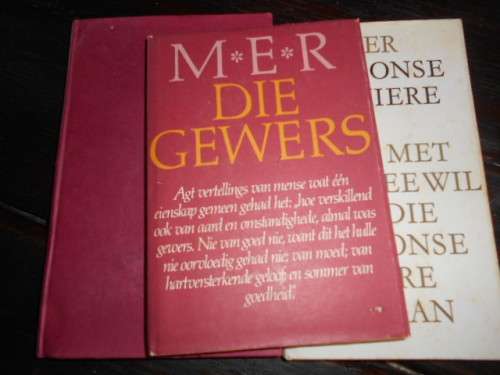 M*E*R
DIE
GEWERS
Agt vertellings van mense wat één
eienskap gemeen gehad het: „hoe verskillend
ook van aard en omstandighede, almal was
gewers. Nie van goed nie, want dit het hulle
nie oorvloedig gehad nie; van moed; van
hartversterkende geloof; en sommer van
goedheid."
ER
ONSE
IERE
MET
EEWIL
DIE
ONSE
RE
AN